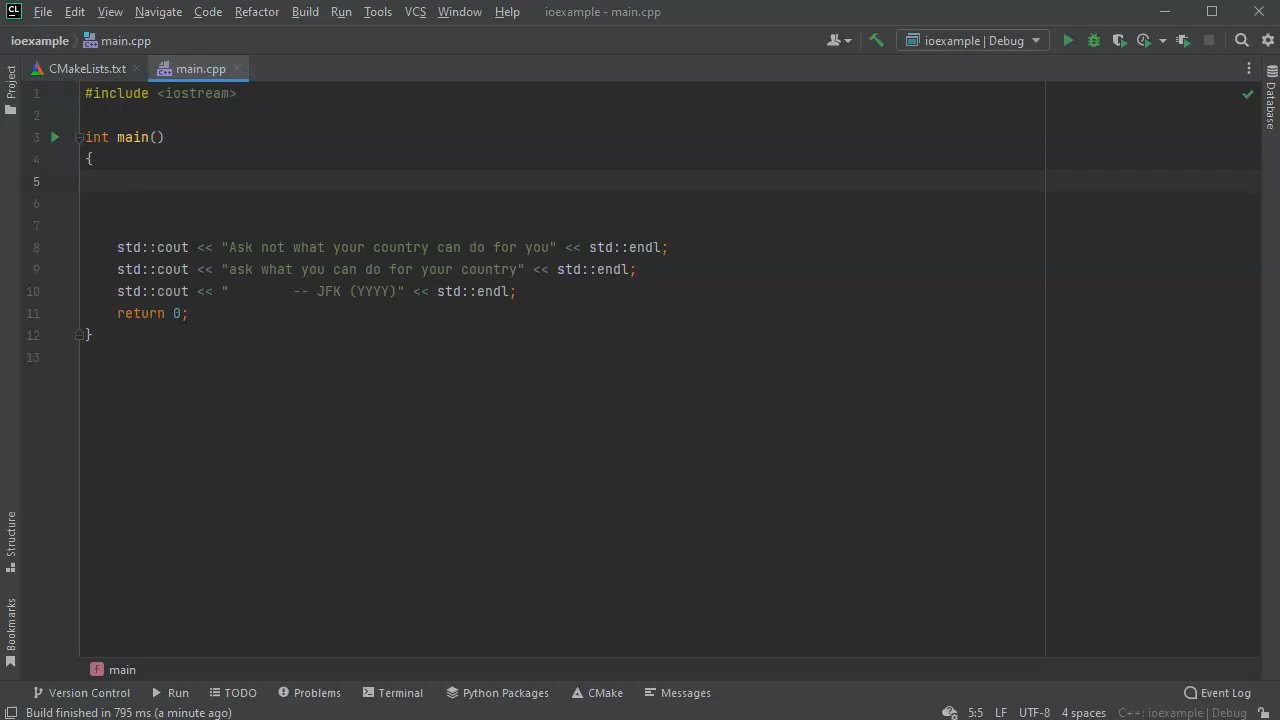 CL File Edit View Navigate Code Refactor Build Run Tools VCS Window Help ioexample - main.cpp
ioexample main.cpp ioexample | Debug
CMakeLists.txt main.cpp
Project
Database
1 #include <iostream>
2
3 int main()
4 {
5
6
7
8 std::cout << "Ask not what your country can do for you" << std::endl;
9 std::cout << "ask what you can do for your country" << std::endl;
10 std::cout << "        -- JFK (YYYY)" << std::endl;
11 return 0;
12 }
13
Structure
Bookmarks
f main
Version Control Run TODO Problems Terminal Python Packages CMake Messages Event Log
Build finished in 795 ms (a minute ago) 5:5 LF UTF-8 4 spaces C++: ioexample | Debug